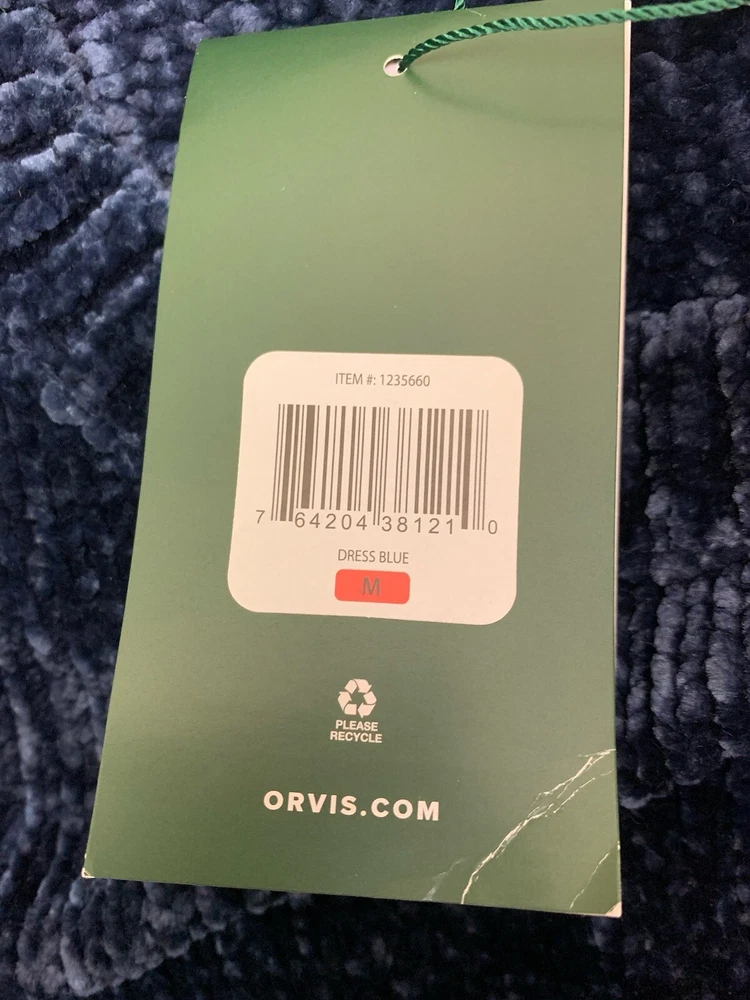 ITEM #: 1235660
7 64204 38121 0
DRESS BLUE
M
PLEASE
RECYCLE
ORVIS.COM